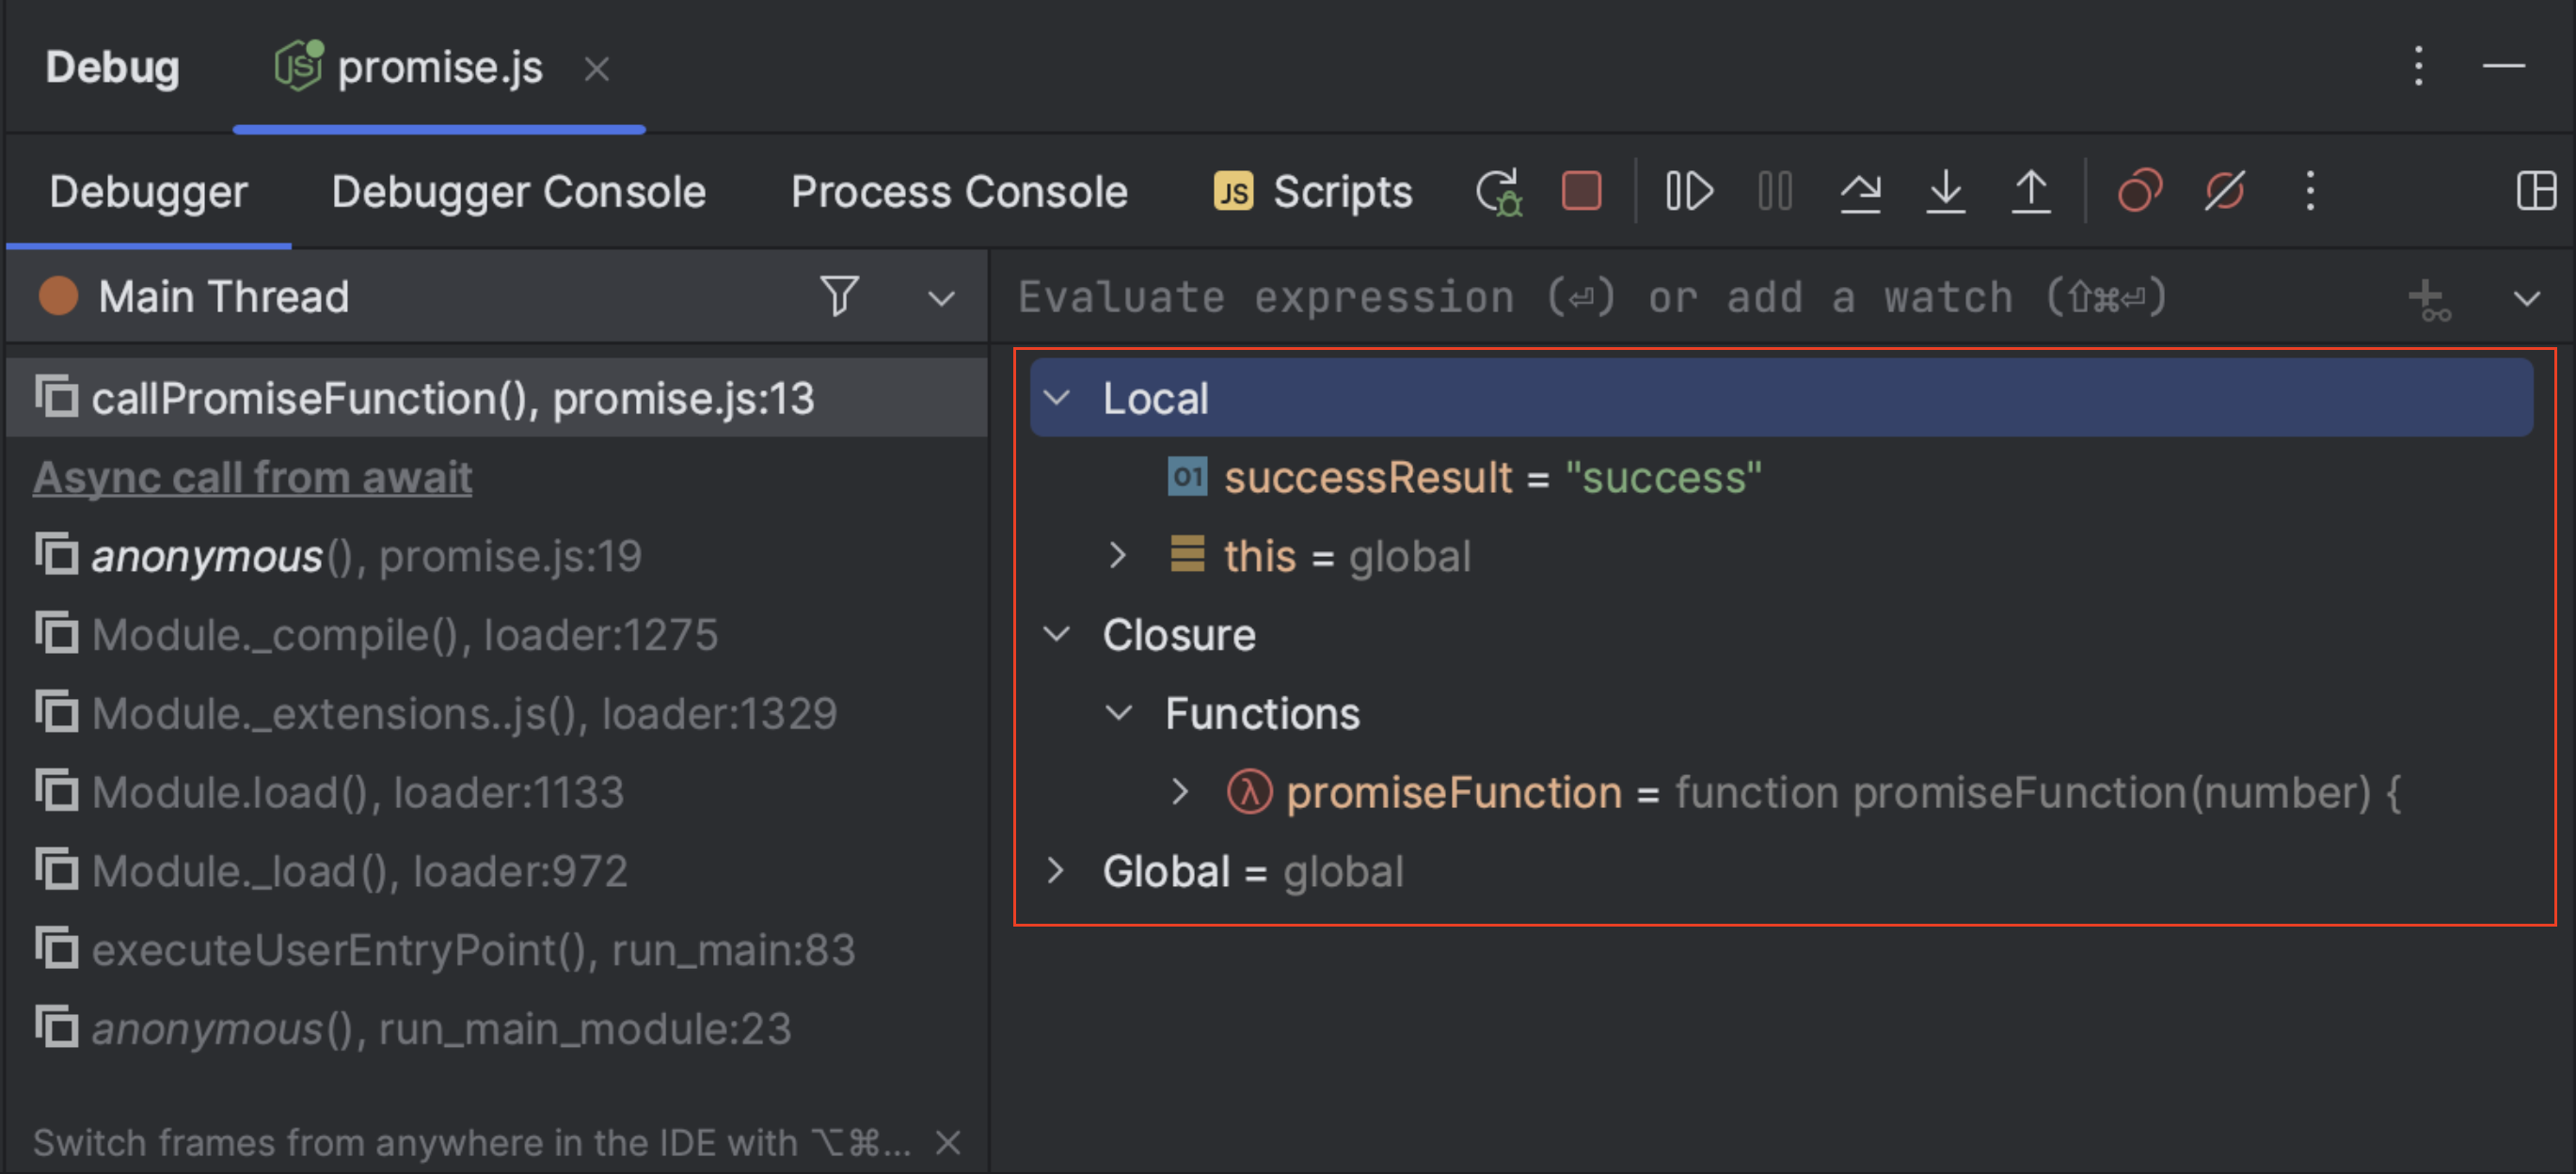 Debug promise.js
Debugger Debugger Console Process Console JS Scripts
Main Thread
Evaluate expression (⏎) or add a watch (⇧⌘⏎)
callPromiseFunction(), promise.js:13
Async call from await
anonymous(), promise.js:19
Module._compile(), loader:1275
Module._extensions..js(), loader:1329
Module.load(), loader:1133
Module._load(), loader:972
executeUserEntryPoint(), run_main:83
anonymous(), run_main_module:23
Switch frames from anywhere in the IDE with ⌥⌘...
Local
01 successResult = "success"
this = global
Closure
Functions
λ promiseFunction = function promiseFunction(number) {
Global = global